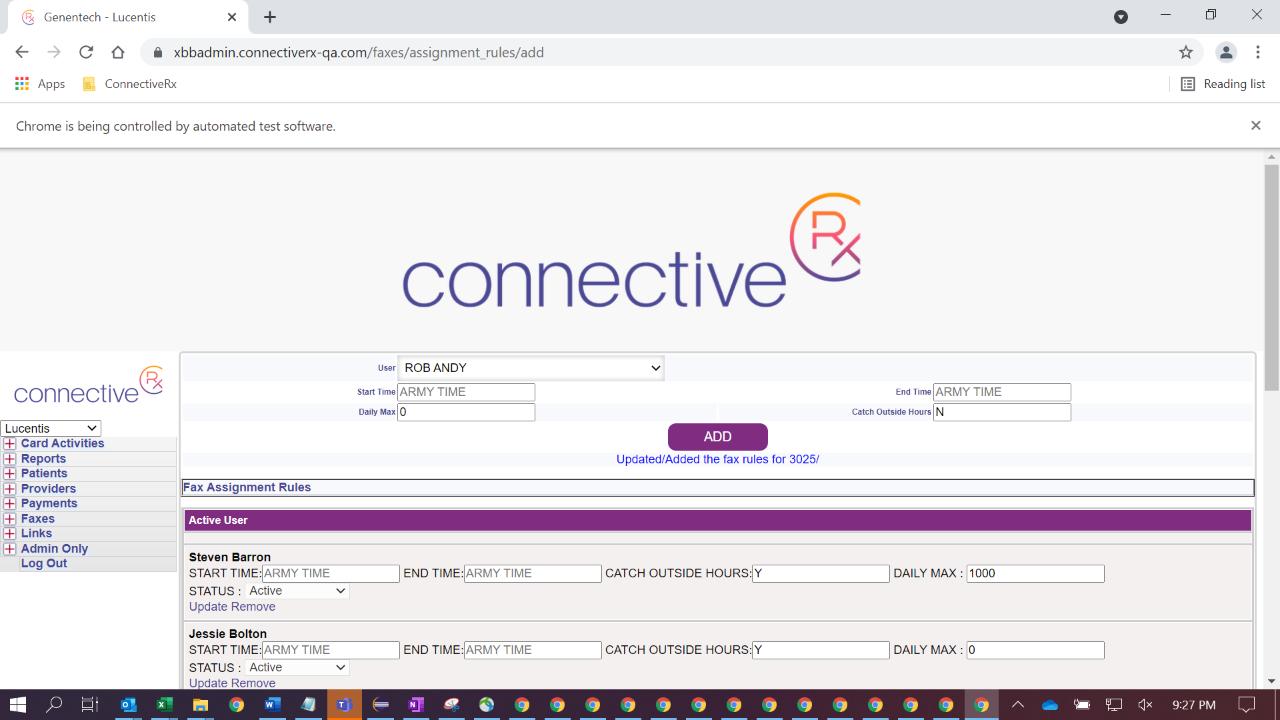 Genentech - Lucentis
xbbadmin.connectiverx-qa.com/faxes/assignment_rules/add
Apps ConnectiveRx Reading list
Chrome is being controlled by automated test software.
connective Rx
connective Rx
User ROB ANDY
Start Time ARMY TIME End Time ARMY TIME
Daily Max 0 Catch Outside Hours N
ADD
Updated/Added the fax rules for 3025/
Lucentis
Card Activities
Reports
Patients
Providers
Payments
Faxes
Links
Admin Only
Log Out
Fax Assignment Rules
Active User
Steven Barron
START TIME: ARMY TIME END TIME: ARMY TIME CATCH OUTSIDE HOURS: Y DAILY MAX : 1000
STATUS : Active
Update Remove
Jessie Bolton
START TIME: ARMY TIME END TIME: ARMY TIME CATCH OUTSIDE HOURS: Y DAILY MAX : 0
STATUS : Active
Update Remove
9:27 PM